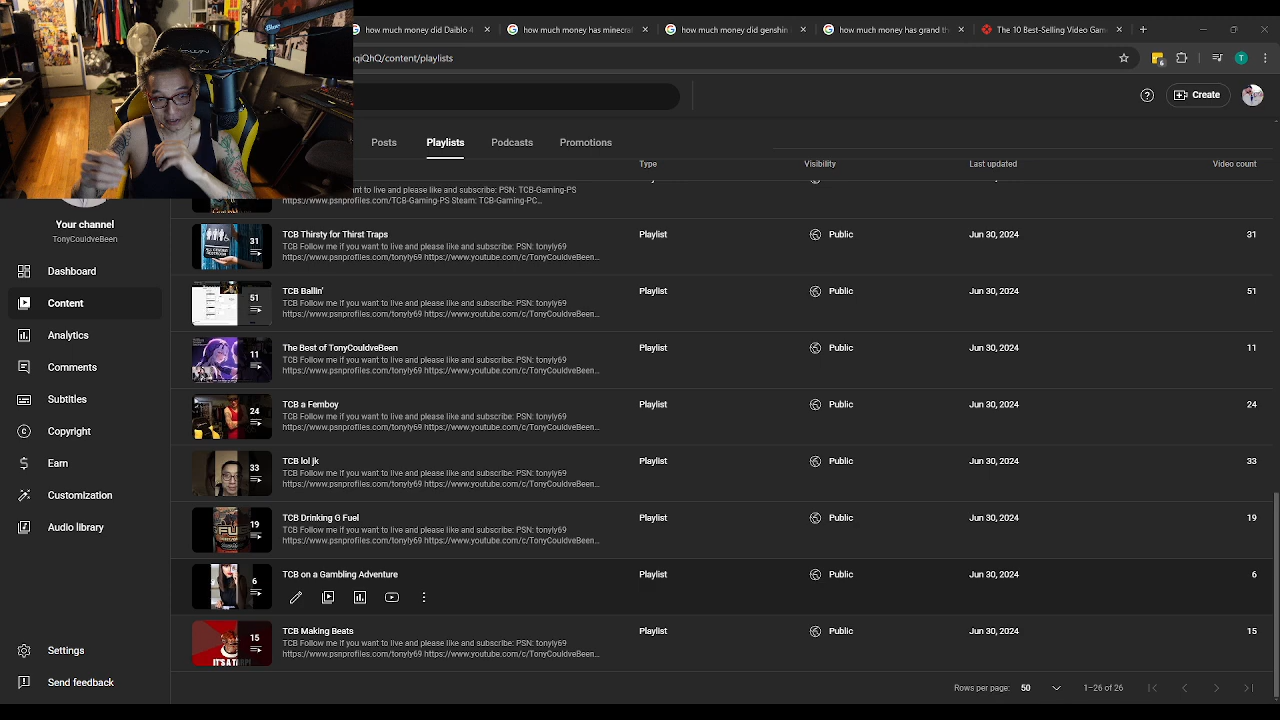 how much money did Daiblo 4
how much money has minecraf
how much money did genshin
how much money has grand th
The 10 Best-Selling Video Gam
qiQhQ/content/playlists
T
Create
Posts
Playlists
Podcasts
Promotions
Type
Visibility
Last updated
Video count
want to live and please like and subscribe: PSN: TCB-Gaming-PS
https://www.psnprofiles.com/TCB-Gaming-PS Steam: TCB-Gaming-PC...
Your channel
TonyCouldveBeen
Dashboard
Content
Analytics
Comments
Subtitles
Copyright
Earn
Customization
Audio library
Settings
Send feedback
31
TCB Thirsty for Thirst Traps
Playlist
Public
Jun 30, 2024
31
TCB Follow me if you want to live and please like and subscribe: PSN: tonyly69
https://www.psnprofiles.com/tonyly69 https://www.youtube.com/c/TonyCouldveBeen...
51
TCB Ballin'
Playlist
Public
Jun 30, 2024
51
TCB Follow me if you want to live and please like and subscribe: PSN: tonyly69
https://www.psnprofiles.com/tonyly69 https://www.youtube.com/c/TonyCouldveBeen...
11
The Best of TonyCouldveBeen
Playlist
Public
Jun 30, 2024
11
TCB Follow me if you want to live and please like and subscribe: PSN: tonyly69
https://www.psnprofiles.com/tonyly69 https://www.youtube.com/c/TonyCouldveBeen...
24
TCB a Femboy
Playlist
Public
Jun 30, 2024
24
TCB Follow me if you want to live and please like and subscribe: PSN: tonyly69
https://www.psnprofiles.com/tonyly69 https://www.youtube.com/c/TonyCouldveBeen...
33
TCB lol jk
Playlist
Public
Jun 30, 2024
33
TCB Follow me if you want to live and please like and subscribe: PSN: tonyly69
https://www.psnprofiles.com/tonyly69 https://www.youtube.com/c/TonyCouldveBeen...
19
TCB Drinking G Fuel
Playlist
Public
Jun 30, 2024
19
TCB Follow me if you want to live and please like and subscribe: PSN: tonyly69
https://www.psnprofiles.com/tonyly69 https://www.youtube.com/c/TonyCouldveBeen...
6
TCB on a Gambling Adventure
Playlist
Public
Jun 30, 2024
6
15
IT'S A TARP!
TCB Making Beats
Playlist
Public
Jun 30, 2024
15
TCB Follow me if you want to live and please like and subscribe: PSN: tonyly69
https://www.psnprofiles.com/tonyly69 https://www.youtube.com/c/TonyCouldveBeen...
Rows per page: 50
1–26 of 26